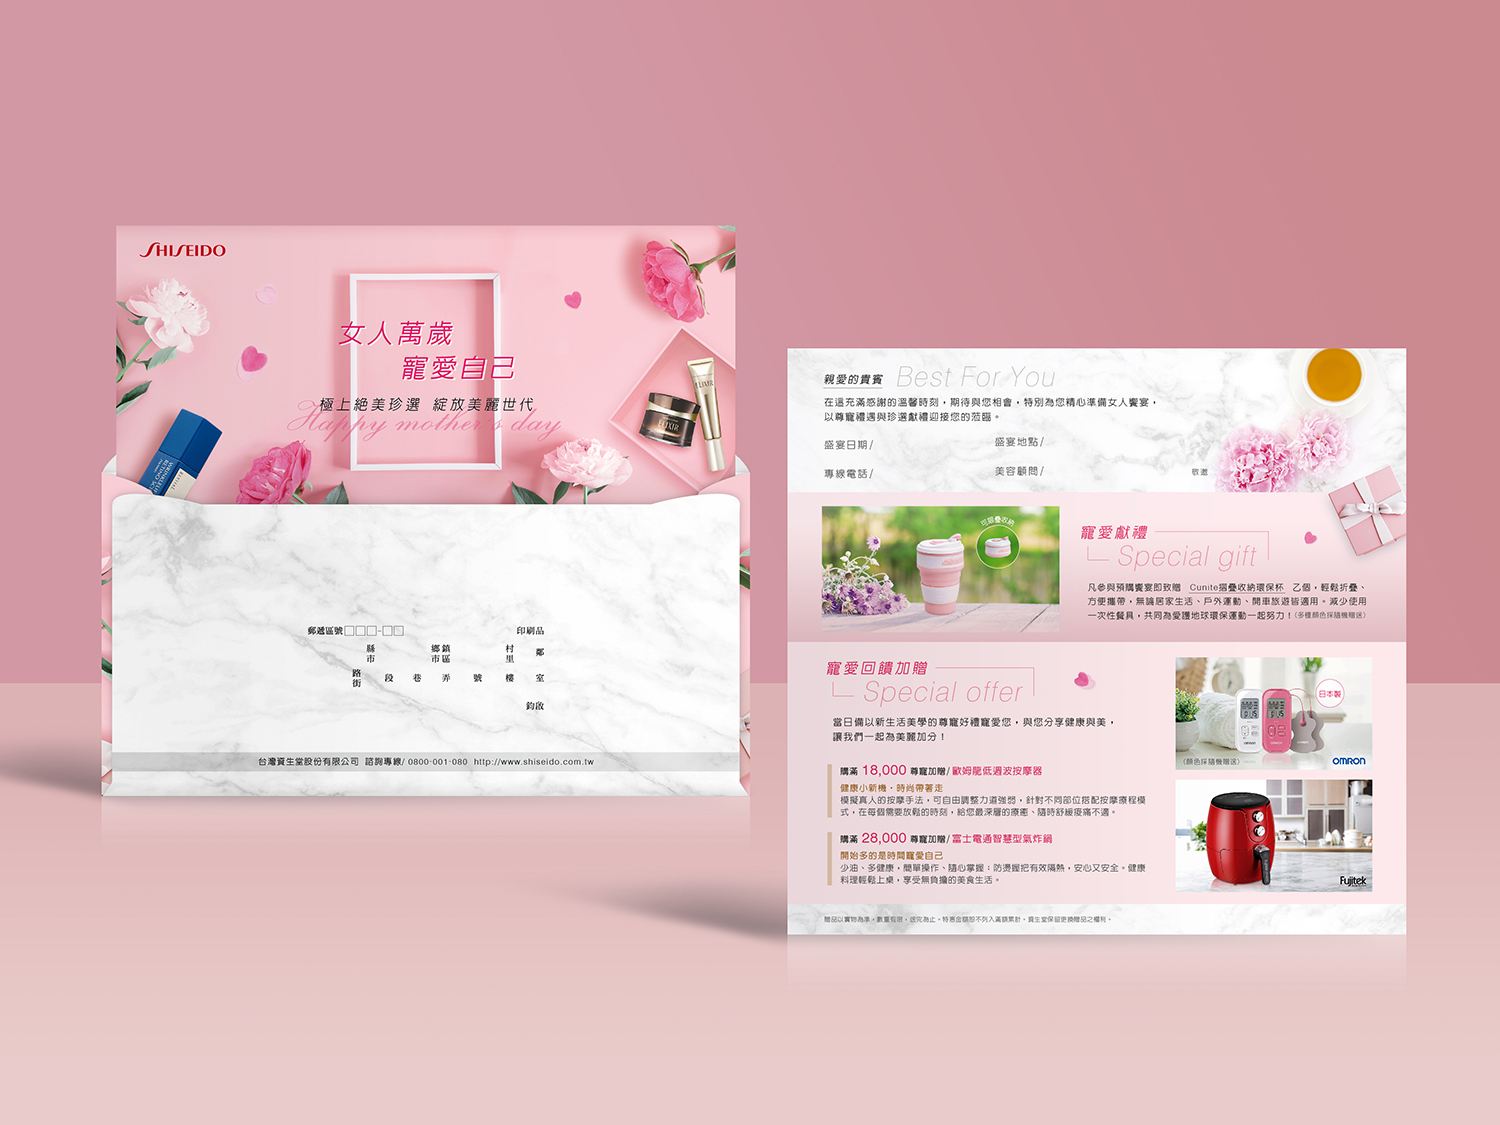 SHISEIDO
女人萬歲
寵愛自己
極上絕美珍選 綻放美麗世代
Happy mother's day
ELIXIR
ELIXIR
郵遞區號□□□-□□
印刷品
縣市
鄉鎮市區
村里
鄰
路街
段
巷
弄
號
樓
室
鈞啟
台灣資生堂股份有限公司 諮詢專線/ 0800-001-080 http://www.shiseido.com.tw
親愛的貴賓 Best For You
在這充滿感謝的溫馨時刻，期待與您相會，特別為您精心準備女人饗宴，
以尊寵禮遇與珍選獻禮迎接您的蒞臨。
盛宴日期/
盛宴地點/
專線電話/
美容顧問/
敬邀
可摺疊收納
寵愛獻禮
Special gift
凡參與預購饗宴即致贈 Cunite摺疊收納環保杯 乙個，輕鬆折疊、
方便攜帶，無論居家生活、戶外運動、開車旅遊皆適用。減少使用
一次性餐具，共同為愛護地球環保運動一起努力！(多種顏色採隨機贈送)
寵愛回饋加贈
Special offer
當日備以新生活美學的尊寵好禮寵愛您，與您分享健康與美，
讓我們一起為美麗加分！
購滿 18,000 尊寵加贈/ 歐姆龍低週波按摩器
健康小新機，時尚帶著走
模擬真人的按摩手法，可自由調整力道強弱，針對不同部位搭配按摩療程模
式，在每個需要放鬆的時刻，給您最深層的療癒、隨時舒緩痠痛不適。
購滿 28,000 尊寵加贈/ 富士電通智慧型氣炸鍋
開始多的是時間寵愛自己
少油、多健康，簡單操作、隨心掌握；防燙握把有效隔熱，安心又安全。健康
料理輕鬆上桌，享受無負擔的美食生活。
日本製
(顏色採隨機贈送)
OMRON
Fujitek
贈品以實物為準，數量有限，送完為止。特惠金額恕不列入滿額累計。資生堂保留更換贈品之權利。